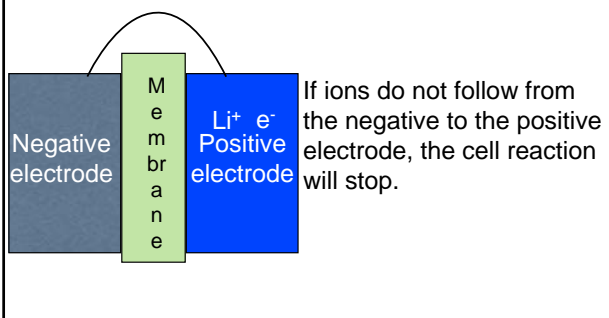 Negative
electrode
M
e
m
br
a
n
e
Li+ e-
Positive
electrode
If ions do not follow from
the negative to the positive
electrode, the cell reaction
will stop.